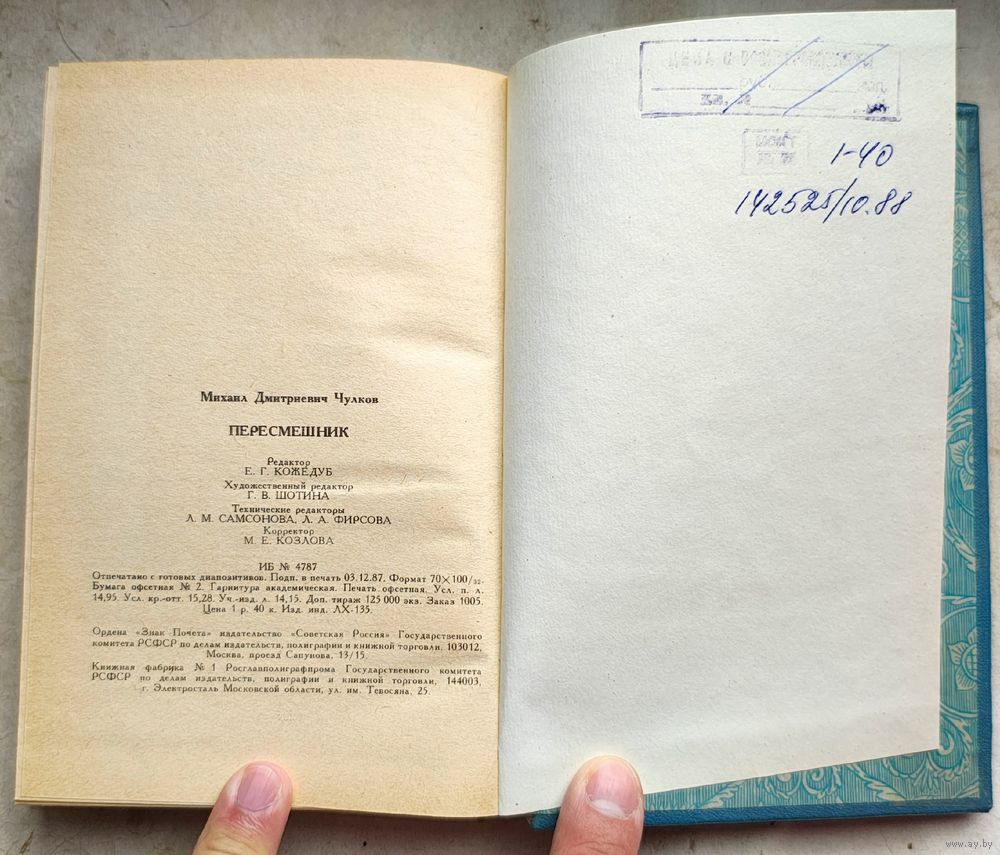 Михаил Дмитриевич Чулков
ПЕРЕСМЕШНИК
Редактор
Е. Г. КОЖЕДУБ
Художественный редактор
Г. В. ШОТИНА
Технические редакторы
Л. М. САМСОНОВА, Л. А. ФИРСОВА
Корректор
М. Е. КОЗЛОВА
ИБ № 4787
Отпечатано с готовых диапозитивов. Подп. в печать 03.12.87. Формат 70×100/32.
Бумага офсетная № 2. Гарнитура академическая. Печать офсетная. Усл. п. л.
14,95. Усл. кр.-отт. 15,28. Уч.-изд. л. 14,15. Доп. тираж 125 000 экз. Заказ 1005.
Цена 1 р. 40 к. Изд. инд. ЛХ-135.
Ордена «Знак Почета» издательство «Советская Россия» Государственного
комитета РСФСР по делам издательств, полиграфии и книжной торговли. 103012,
Москва, проезд Сапунова, 13/15.
Книжная фабрика № 1 Росглавполиграфпрома Государственного комитета
РСФСР по делам издательств, полиграфии и книжной торговли, 144003,
г. Электросталь Московской области, ул. им. Тевосяна, 25.
1-40
142525/10.88
www.ay.by